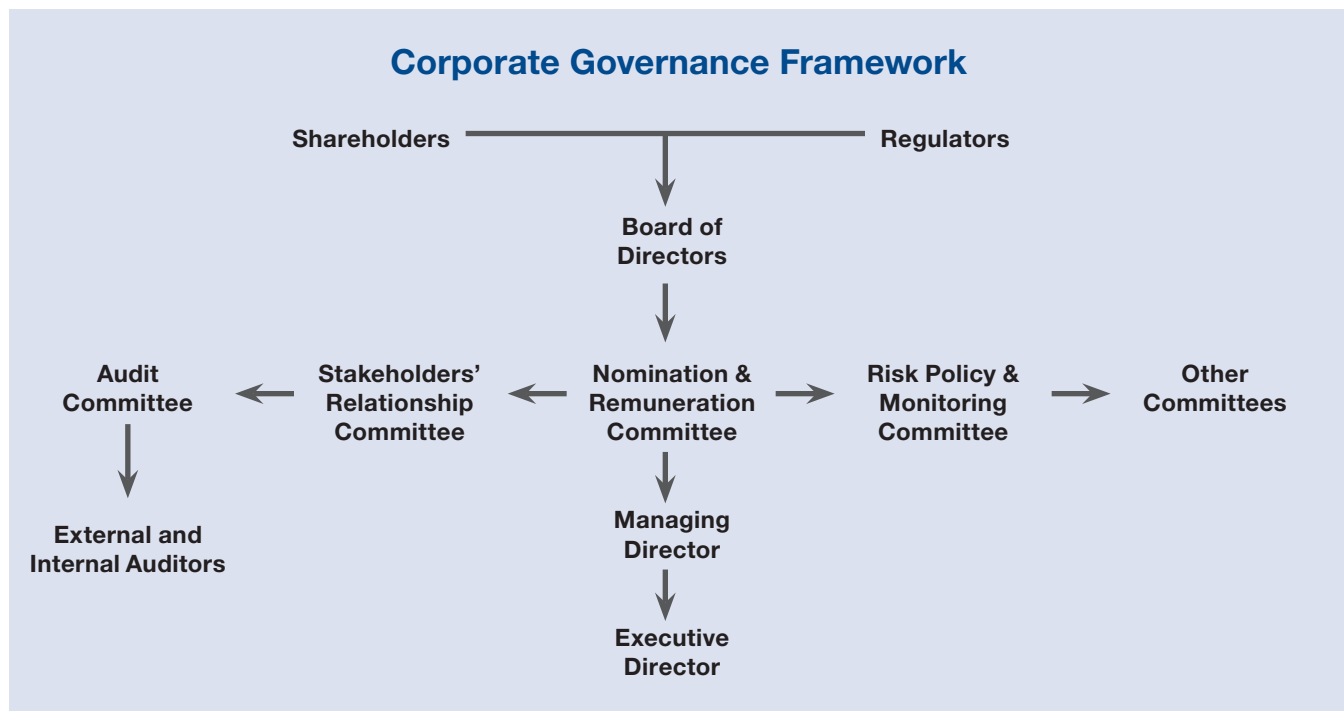 Corporate Governance Framework
Shareholders
Regulators
Board of
Directors
Audit
Committee
Stakeholders’
Relationship
Committee
Nomination &
Remuneration
Committee
Risk Policy &
Monitoring
Committee
Other
Committees
External and
Internal Auditors
Managing
Director
Executive
Director